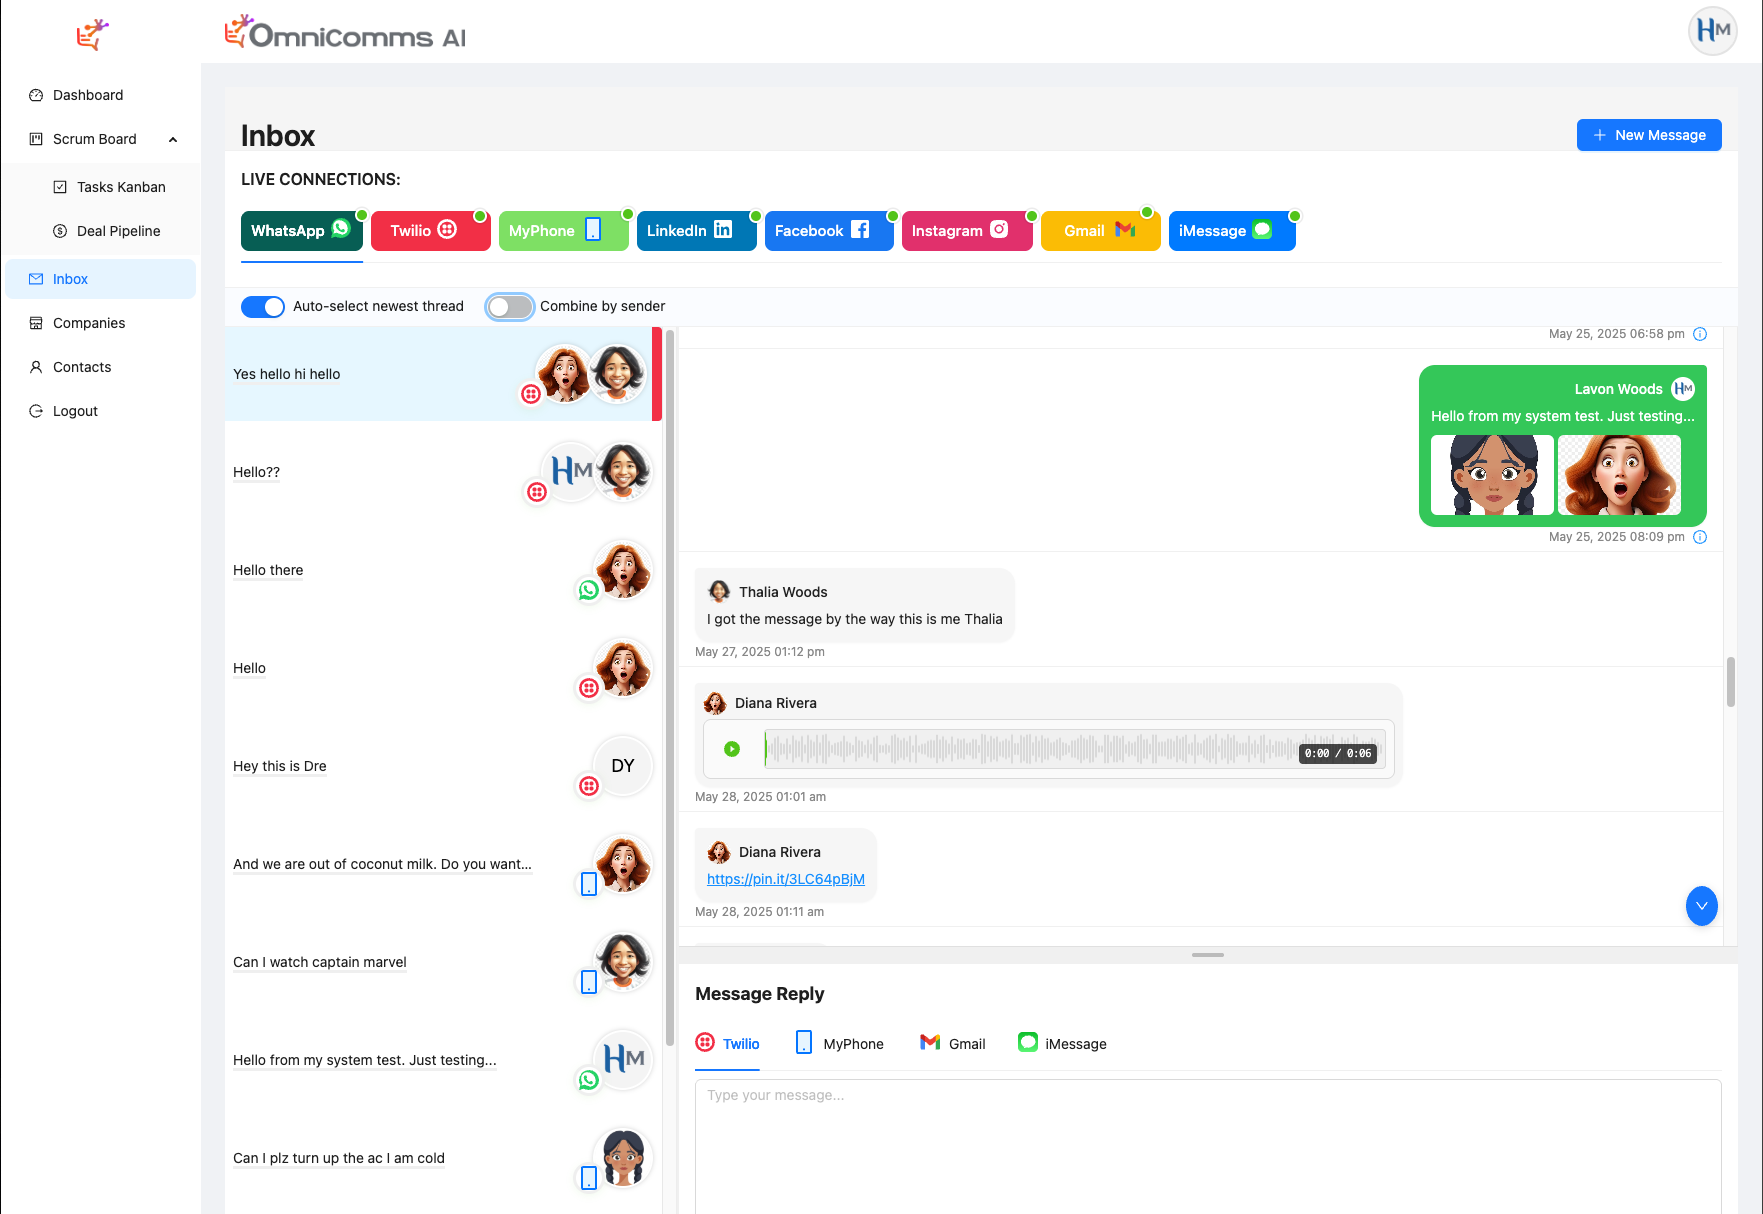 OmniComms AI
HM
Dashboard
Scrum Board
Tasks Kanban
Deal Pipeline
Inbox
Companies
Contacts
Logout
Inbox
New Message
LIVE CONNECTIONS:
WhatsApp
Twilio
MyPhone
LinkedIn
Facebook
Instagram
Gmail
iMessage
Auto-select newest thread
Combine by sender
Yes hello hi hello
Hello??
HM
Hello there
Hello
Hey this is Dre
DY
And we are out of coconut milk. Do you want...
Can I watch captain marvel
Hello from my system test. Just testing...
HM
Can I plz turn up the ac I am cold
May 25, 2025 06:58 pm
Lavon Woods
HM
Hello from my system test. Just testing...
May 25, 2025 08:09 pm
Thalia Woods
I got the message by the way this is me Thalia
May 27, 2025 01:12 pm
Diana Rivera
0:00 / 0:06
May 28, 2025 01:01 am
Diana Rivera
https://pin.it/3LC64pBjM
May 28, 2025 01:11 am
Message Reply
Twilio
MyPhone
Gmail
iMessage
Type your message...